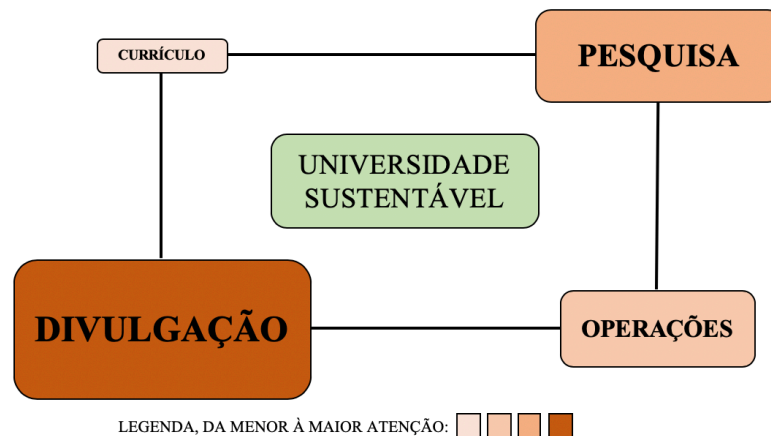 CURRÍCULO
PESQUISA
UNIVERSIDADE
SUSTENTÁVEL
DIVULGAÇÃO
OPERAÇÕES
LEGENDA, DA MENOR À MAIOR ATENÇÃO: